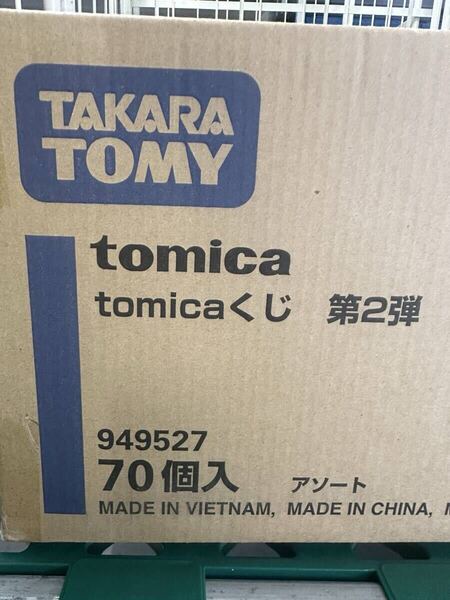 TAKARA
TOMY
tomica
tomicaくじ 第2弾
949527
70個入 アソート
MADE IN VIETNAM, MADE IN CHINA,